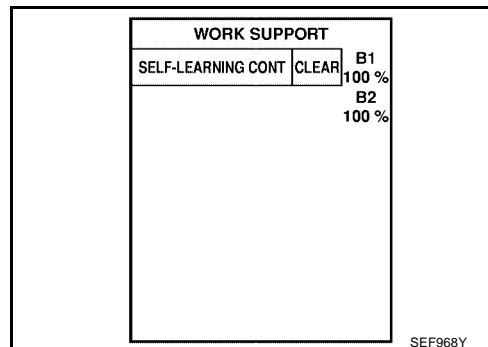 WORK SUPPORT
SELF-LEARNING CONT CLEAR B1
100 %
B2
100 %
SEF968Y